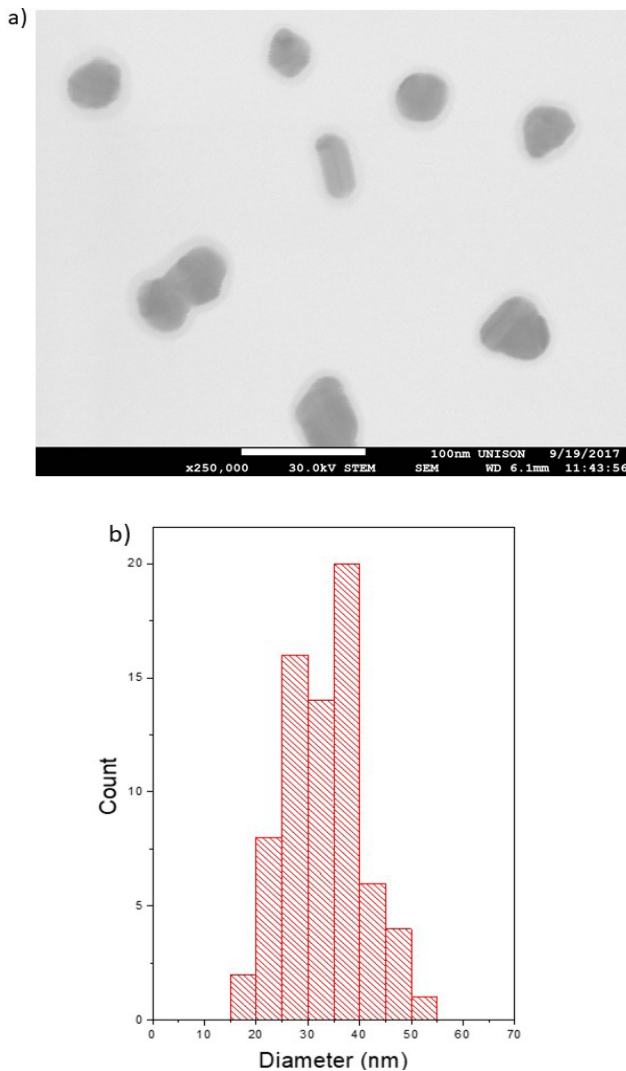 a)
100nm UNISON 9/19/2017
x250,000 30.0kV STEM SEM WD 6.1mm 11:43:56
b)
20
15
10
5
0
Count
0 10 20 30 40 50 60 70
Diameter (nm)